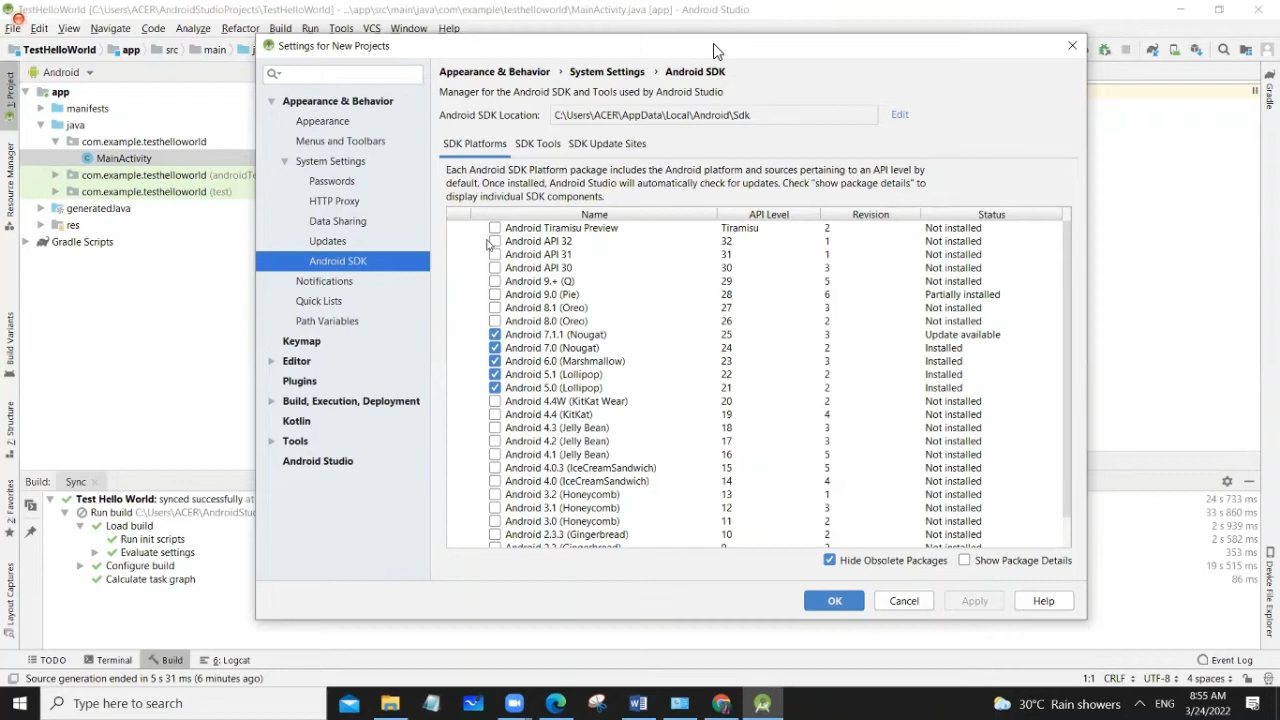 TestHelloWorld [C:\Users\ACER\AndroidStudioProjects\TestHelloWorld] - ...\app\src\main\java\com\example\testhelloworld\MainActivity.java [app] - Android Studio
File Edit View Navigate Code Analyze Refactor Build Run Tools VCS Window Help
TestHelloWorld app src main
Settings for New Projects
Android
app
manifests
java
com.example.testhelloworld
MainActivity
com.example.testhelloworld (androidTe
com.example.testhelloworld (test)
generatedJava
res
Gradle Scripts
1: Project
Resource Manager
Build Variants
Z: Structure
2: Favorites
Layout Captures
Appearance & Behavior
Appearance
Menus and Toolbars
System Settings
Passwords
HTTP Proxy
Data Sharing
Updates
Android SDK
Notifications
Quick Lists
Path Variables
Keymap
Editor
Plugins
Build, Execution, Deployment
Kotlin
Tools
Android Studio
Appearance & Behavior › System Settings › Android SDK
Manager for the Android SDK and Tools used by Android Studio
Android SDK Location: C:\Users\ACER\AppData\Local\Android\Sdk Edit
SDK Platforms SDK Tools SDK Update Sites
Each Android SDK Platform package includes the Android platform and sources pertaining to an API level by
default. Once installed, Android Studio will automatically check for updates. Check "show package details" to
display individual SDK components.
Name API Level Revision Status
Android Tiramisu Preview Tiramisu 2 Not installed
Android API 32 32 1 Not installed
Android API 31 31 1 Not installed
Android API 30 30 3 Not installed
Android 9.+ (Q) 29 5 Not installed
Android 9.0 (Pie) 28 6 Partially installed
Android 8.1 (Oreo) 27 3 Not installed
Android 8.0 (Oreo) 26 2 Not installed
Android 7.1.1 (Nougat) 25 3 Update available
Android 7.0 (Nougat) 24 2 Installed
Android 6.0 (Marshmallow) 23 3 Installed
Android 5.1 (Lollipop) 22 2 Installed
Android 5.0 (Lollipop) 21 2 Installed
Android 4.4W (KitKat Wear) 20 2 Not installed
Android 4.4 (KitKat) 19 4 Not installed
Android 4.3 (Jelly Bean) 18 3 Not installed
Android 4.2 (Jelly Bean) 17 3 Not installed
Android 4.1 (Jelly Bean) 16 5 Not installed
Android 4.0.3 (IceCreamSandwich) 15 5 Not installed
Android 4.0 (IceCreamSandwich) 14 4 Not installed
Android 3.2 (Honeycomb) 13 1 Not installed
Android 3.1 (Honeycomb) 12 3 Not installed
Android 3.0 (Honeycomb) 11 2 Not installed
Android 2.3.3 (Gingerbread) 10 2 Not installed
Hide Obsolete Packages Show Package Details
OK Cancel Apply Help
Gradle
Device File Explorer
Build: Sync
Test Hello World: synced successfully at
Run build C:\Users\ACER\AndroidStu
Load build
Run init scripts
Evaluate settings
Configure build
Calculate task graph
24 s 733 ms
33 s 860 ms
2 s 939 ms
2 s 582 ms
353 ms
19 s 515 ms
86 ms
TODO Terminal Build 6: Logcat Event Log
Source generation ended in 5 s 31 ms (6 minutes ago) 1:1 CRLF UTF-8 4 spaces
Type here to search
30°C Rain showers ENG
8:55 AM
3/24/2022